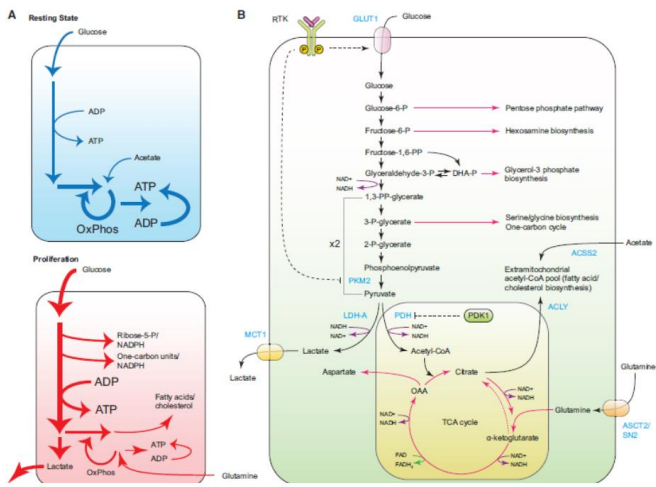 A
Resting State
Glucose
ADP
ATP
Acetate
ATP
OxPhos
ADP
Proliferation
Glucose
Ribose-5-P/
NADPH
One-carbon units/
NADPH
ADP
ATP
Fatty acids/
cholesterol
ATP
ADP
Lactate
OxPhos
Glutamine
B
RTK
GLUT1
Glucose
P
P
Glucose
Glucose-6-P
Pentose phosphate pathway
Fructose-6-P
Hexosamine biosynthesis
Fructose-1,6-PP
Glyceraldehyde-3-P
DHA-P
Glycerol-3 phosphate
biosynthesis
NAD+
NADH
1,3-PP-glycerate
3-P-glycerate
Serine/glycine biosynthesis
One-carbon cycle
x2
2-P-glycerate
ACSS2
Acetate
Phosphoenolpyruvate
Extramitochondrial
acetyl-CoA pool (fatty acid/
cholesterol biosynthesis)
PKM2
Pyruvate
ACLY
LDH-A
PDH
PDK1
NADH
NAD+
NAD+
NADH
MCT1
Lactate
Acetyl-CoA
Lactate
Aspartate
Citrate
Glutamine
OAA
NAD+
NADH
NAD+
NADH
TCA cycle
Glutamine
α-ketoglutarate
ASCT2/
SN2
FAD
FADH₂
NAD+
NADH